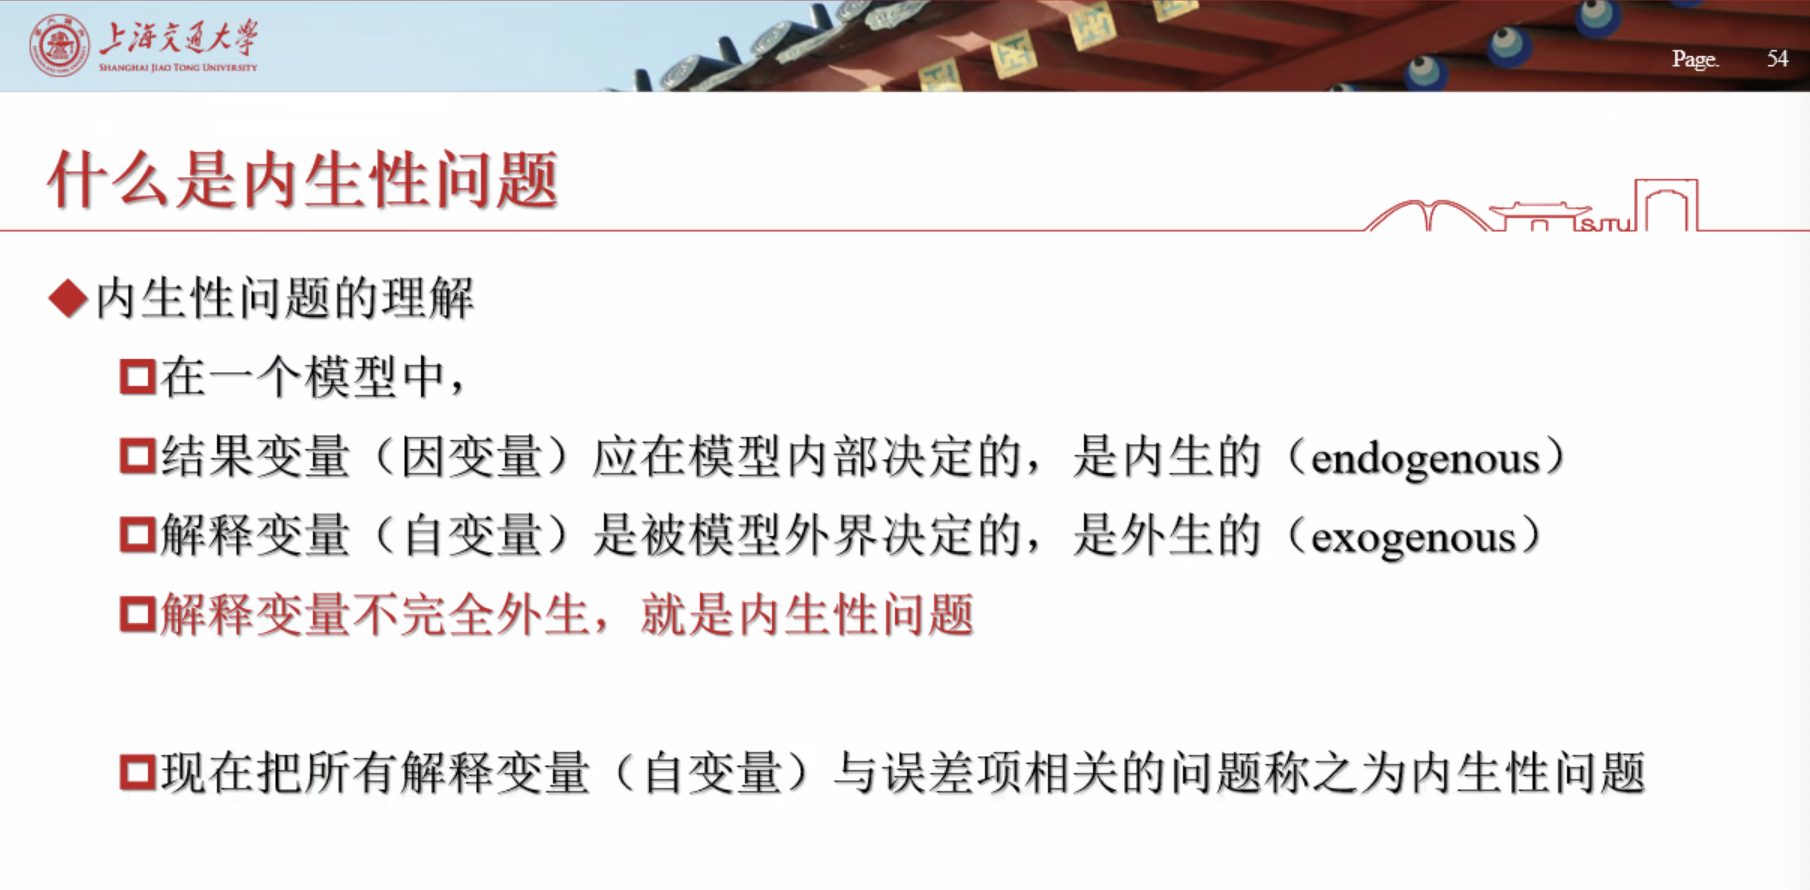 上海交通大学
SHANGHAI JIAO TONG UNIVERSITY
Page. 54
什么是内生性问题
SJTU
内生性问题的理解
在一个模型中，
结果变量（因变量）应在模型内部决定的，是内生的（endogenous）
解释变量（自变量）是被模型外界决定的，是外生的（exogenous）
解释变量不完全外生，就是内生性问题
现在把所有解释变量（自变量）与误差项相关的问题称之为内生性问题